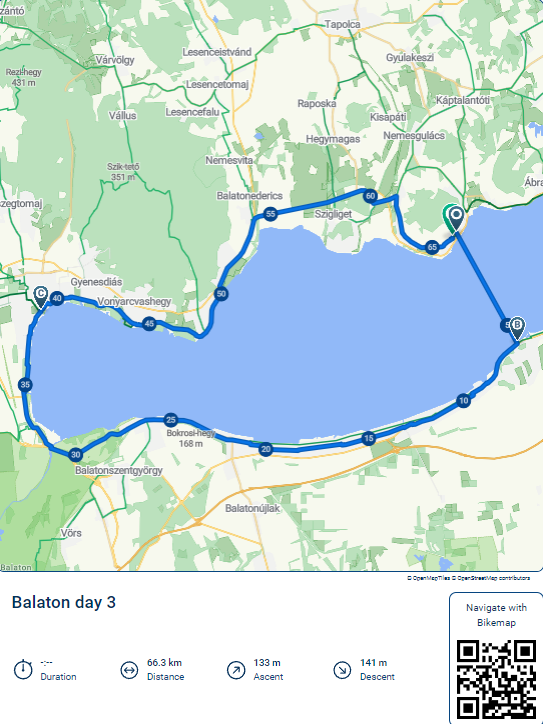 zántó
Tapolca
Lesenceistvánd
Várvölgy
Gyulakeszi
Rezi-hegy
431 m
Lesencetomaj
Káptalantóti
Raposka
Lesencefalu
Vállus
Kisapáti
Nemesgulács
Hegymagas
Nemesvita
Szik-tető
351 m
Ábra
Balatonederics
60
szegtomaj
55
Szigliget
65
Gyenesdiás
C
40
50
Vonyarcvashegy
45
B
35
10
25
Bokrosi-hegy
168 m
15
20
30
Balatonszentgyörgy
Balatonújlak
Vörs
Balaton
© OpenMapTiles © OpenStreetMap contributors
Balaton day 3
Navigate with
Bikemap
-:--
Duration
66.3 km
Distance
133 m
Ascent
141 m
Descent